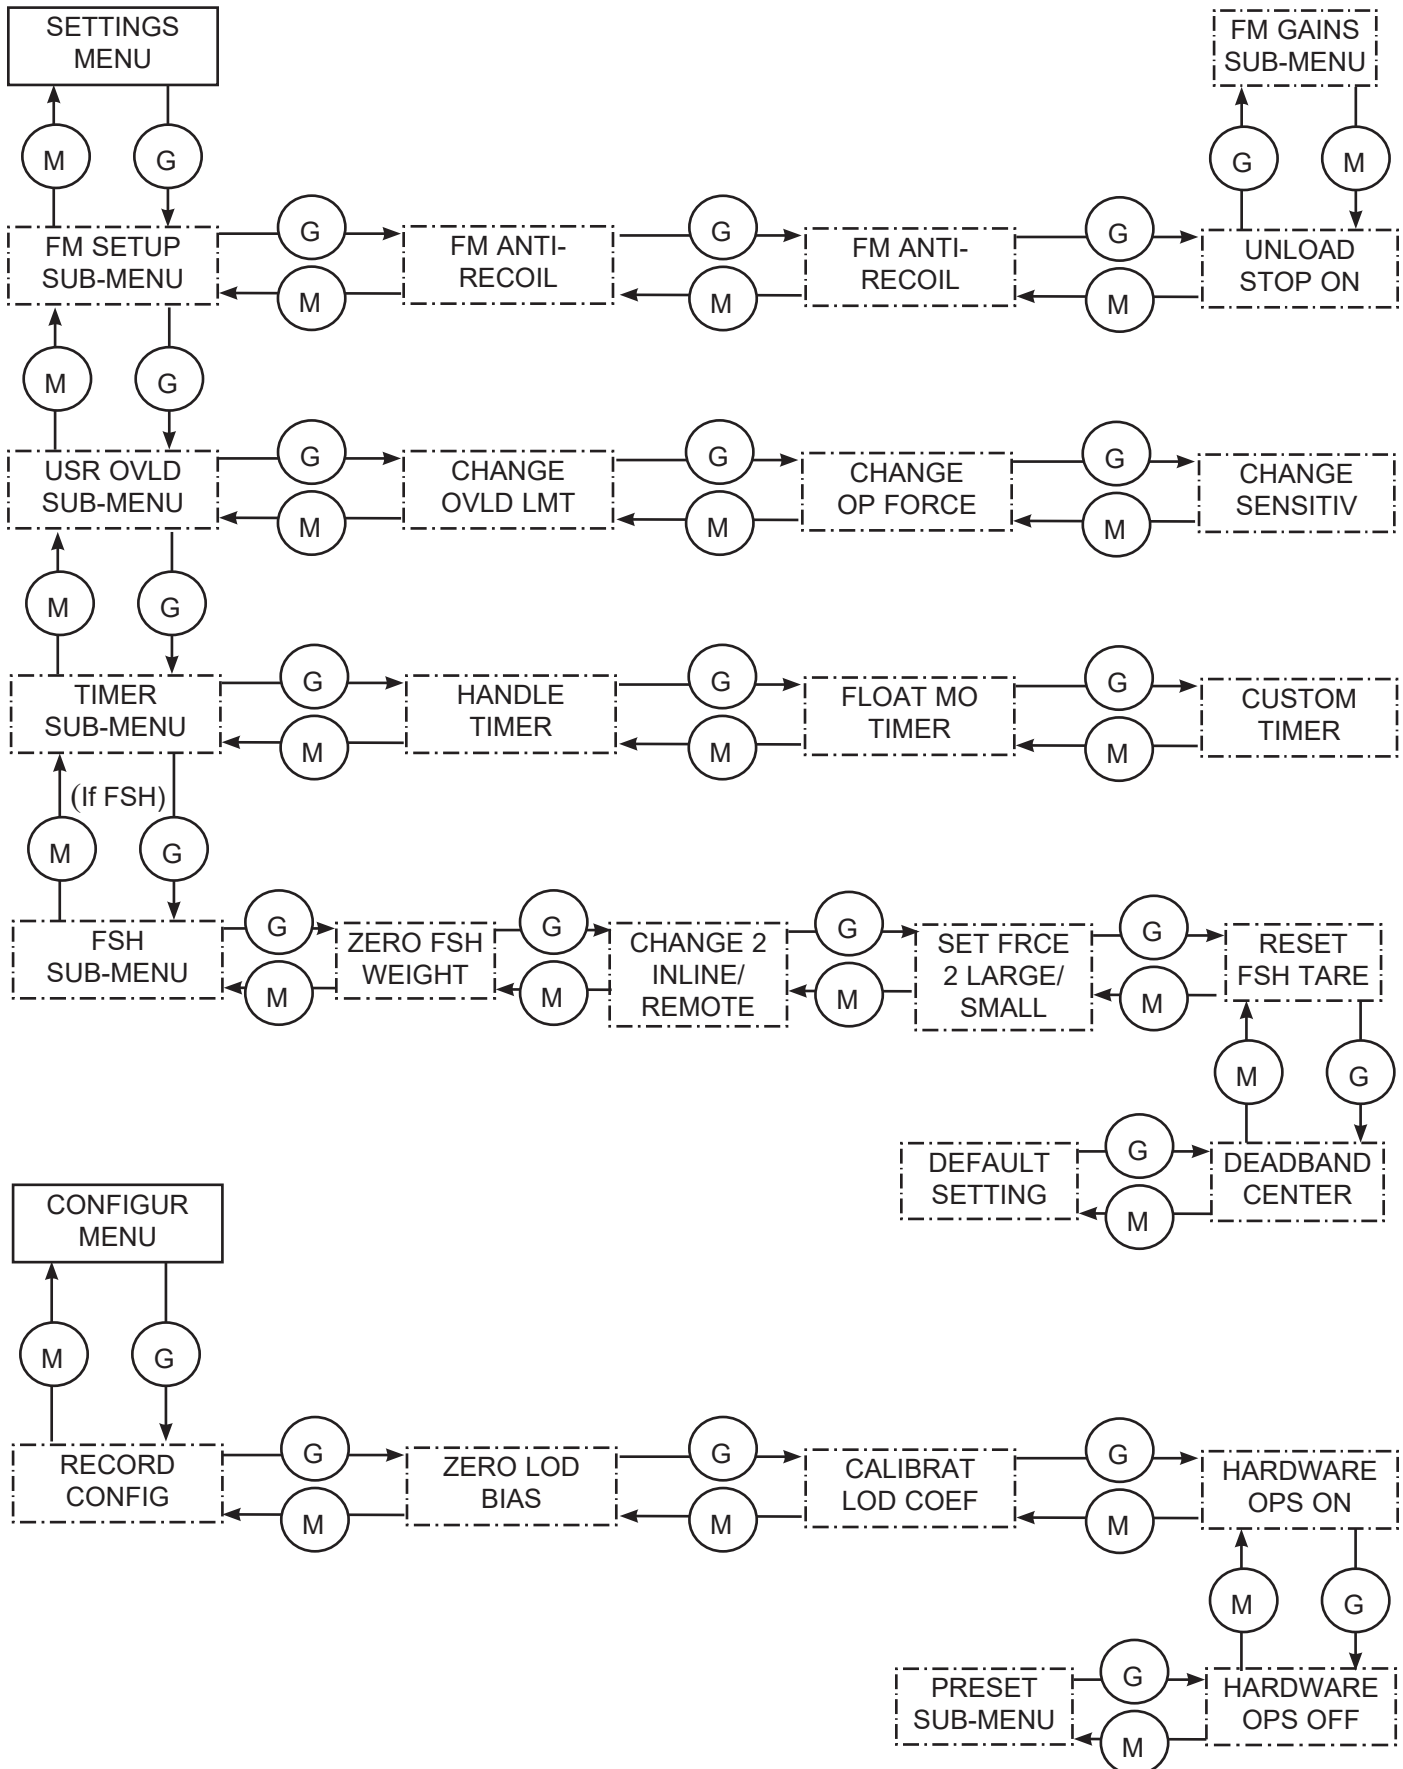 SETTINGS
MENU
FM GAINS
SUB-MENU
M
G
G
M
FM SETUP
SUB-MENU
G
M
FM ANTI-
RECOIL
G
M
FM ANTI-
RECOIL
G
M
UNLOAD
STOP ON
M
G
USR OVLD
SUB-MENU
G
M
CHANGE
OVLD LMT
G
M
CHANGE
OP FORCE
G
M
CHANGE
SENSITIV
M
G
TIMER
SUB-MENU
G
M
HANDLE
TIMER
G
M
FLOAT MO
TIMER
G
M
CUSTOM
TIMER
(If FSH)
M
G
FSH
SUB-MENU
G
M
ZERO FSH
WEIGHT
G
M
CHANGE 2
INLINE/
REMOTE
G
M
SET FRCE
2 LARGE/
SMALL
G
M
RESET
FSH TARE
M
G
DEFAULT
SETTING
G
M
DEADBAND
CENTER
CONFIGUR
MENU
M
G
RECORD
CONFIG
G
M
ZERO LOD
BIAS
G
M
CALIBRAT
LOD COEF
G
M
HARDWARE
OPS ON
M
G
PRESET
SUB-MENU
G
M
HARDWARE
OPS OFF